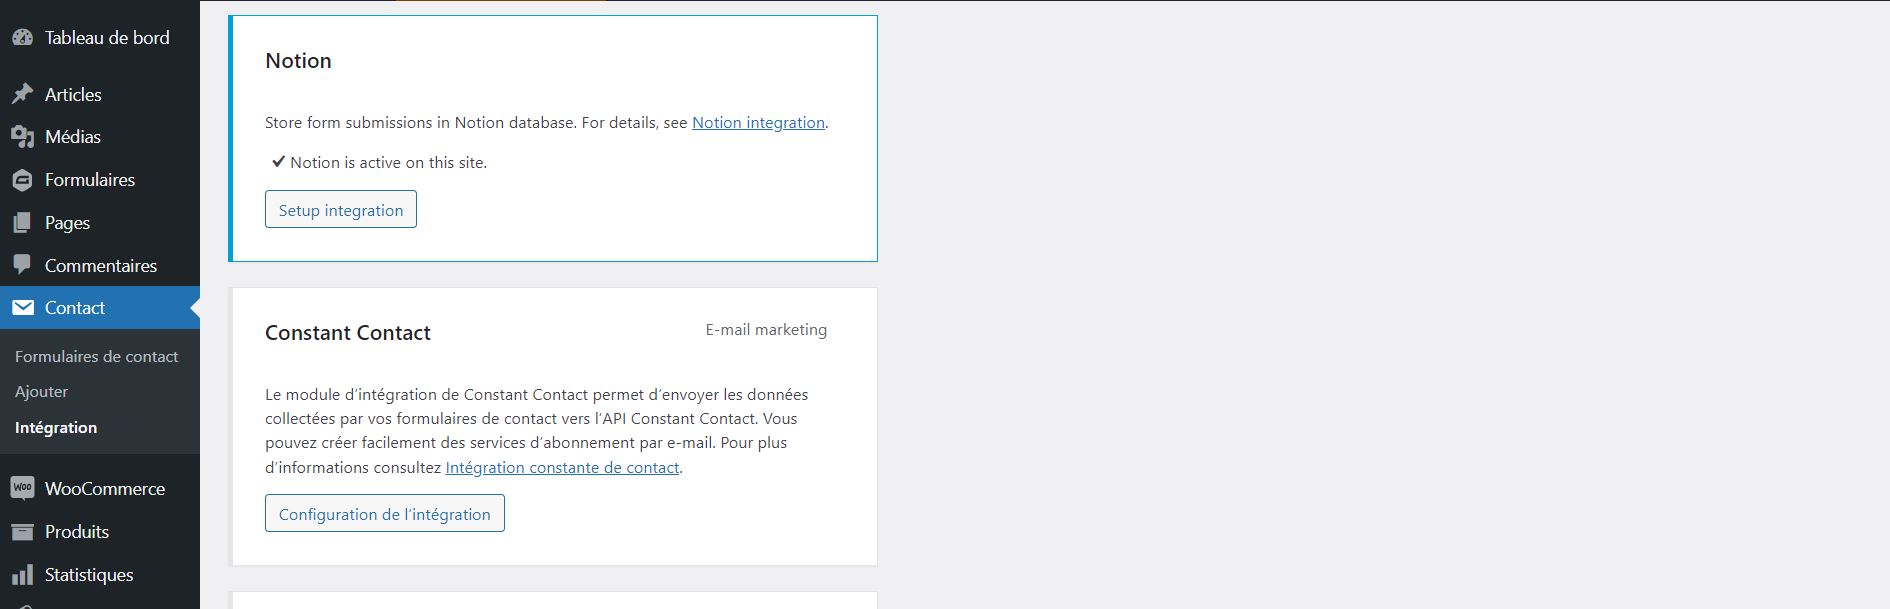 Tableau de bord
Articles
Médias
Formulaires
Pages
Commentaires
Contact
Formulaires de contact
Ajouter
Intégration
WooCommerce
Produits
Statistiques
Notion
Store form submissions in Notion database. For details, see Notion integration.
✔ Notion is active on this site.
Setup integration
Constant Contact
E-mail marketing
Le module d’intégration de Constant Contact permet d’envoyer les données
collectées par vos formulaires de contact vers l’API Constant Contact. Vous
pouvez créer facilement des services d’abonnement par e-mail. Pour plus
d’informations consultez Intégration constante de contact.
Configuration de l’intégration